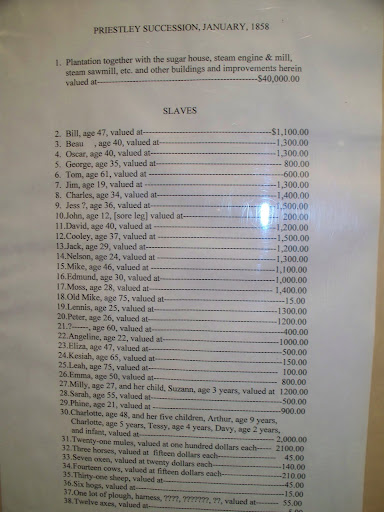 PRIESTLEY SUCCESSION, JANUARY, 1858
1. Plantation together with the sugar house, steam engine & mill,
steam sawmill, etc. and other buildings and improvements herein
valued at---$40,000.00
SLAVES
2. Bill, age 47, valued at---$1,100.00
3. Besu , age 40, valued at---1,300.00
4. Oscar, age 40, valued at---1,300.00
5. George, age 35, valued at---800.00
6. Tom, age 61, valued at---600.00
7. Jim, age 19, valued at---1,300.00
8. Charles, age 34, valued at---1,400.00
9. Jess ?, age 36, valued at---1,500.00
10.John, age 12, [sore leg] valued at---200.00
11.David, age 40, valued at---1,200.00
12.Cooley, age 37, valued at---1,500.00
13.Jack, age 29, valued at---1,200.00
14.Nelson, age 24, valued at---1,300.00
15.Mike, age 46, valued at---1,100.00
16.Edmund, age 30, valued at---1,000.00
17.Moss, age 28, valued at---1,400.00
18.Old Mike, age 75, valued at---15.00
19.Lennis, age 25, valued at---1300.00
20.Peter, age 26, valued at---1200.00
21.?------, age 60, valued at---400.00
22.Angeline, age 22, valued at---1000.00
23.Eliza, age 47, valued at---500.00
24.Kesiah, age 65, valued at---150.00
25.Leah, age 75, valued at---100.00
26.Emma, age 50, valued at---800.00
27.Milly, age 27, and her child, Suzann, age 3 years, valued at 1200.00
28.Sarah, age 55, valued at---500.00
29.Phine, age 21, valued at---900.00
30.Charlotte, age 48, and her five children, Arthur, age 9 years,
Charlotte, age 5 years, Tessy, age 4 years, Davy, age 2 years,
and infant, valued at---2,000.00
31.Twenty-one mules, valued at one hundred dollars each---2100.00
32.Three horses, valued at fifteen dollars each---45.00
33.Seven oxen, valued at twenty dollars each---140.00
34.Fourteen cows, valued at fifteen dollars each---210.00
35.Thirty-one sheep, valued at---45.00
36.Six hogs, valued at---15.00
37.One lot of plough, harness, ????, ???????, ??, valued at---55.00
38.Twelve axes, valued at---